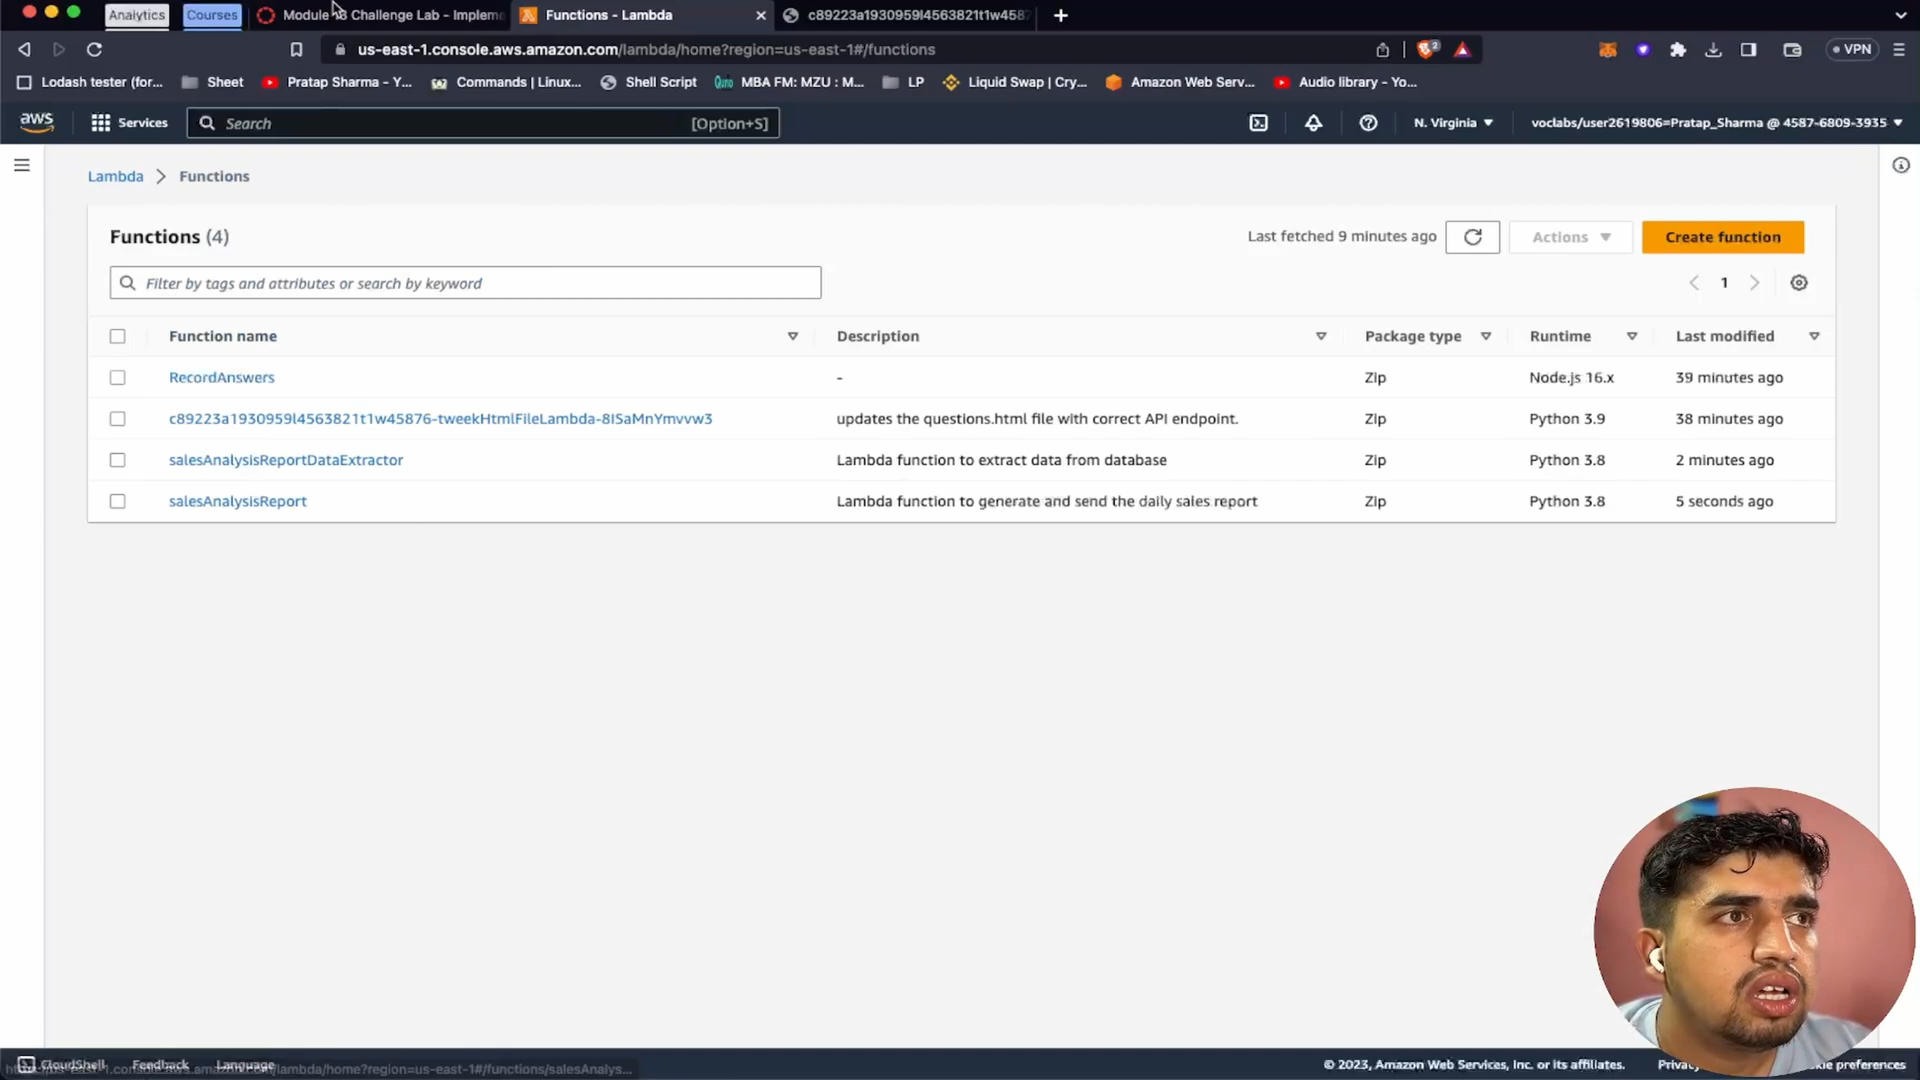 Analytics Courses Module 8 Challenge Lab - Impleme Functions - Lambda c89223a1930959l4563821t1w4587
us-east-1.console.aws.amazon.com/lambda/home?region=us-east-1#/functions 2 VPN
Lodash tester (for... Sheet Pratap Sharma - Y... Commands | Linux... Shell Script MBA FM: MZU : M... LP Liquid Swap | Cry... Amazon Web Serv... Audio library - Yo...
aws Services Search [Option+S] N. Virginia voclabs/user2619806=Pratap_Sharma @ 4587-6809-3935
Lambda > Functions
Functions (4) Last fetched 9 minutes ago Actions Create function
Filter by tags and attributes or search by keyword 1
Function name Description Package type Runtime Last modified
RecordAnswers - Zip Node.js 16.x 39 minutes ago
c89223a1930959l4563821t1w45876-tweekHtmlFileLambda-8ISaMnYmvvw3 updates the questions.html file with correct API endpoint. Zip Python 3.9 38 minutes ago
salesAnalysisReportDataExtractor Lambda function to extract data from database Zip Python 3.8 2 minutes ago
salesAnalysisReport Lambda function to generate and send the daily sales report Zip Python 3.8 5 seconds ago
CloudShell Feedback Language © 2023, Amazon Web Services, Inc. or its affiliates. Privacy Cookie preferences